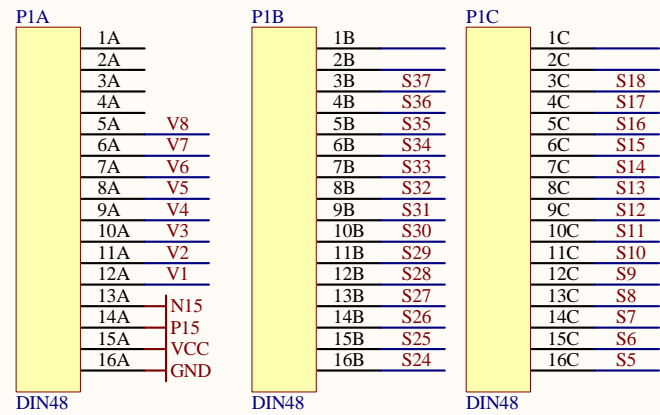 P1A P1B P1C
1A 1B 1C
2A 2B 2C
3A 3B S37 3C S18
4A 4B S36 4C S17
5A V8 5B S35 5C S16
6A V7 6B S34 6C S15
7A V6 7B S33 7C S14
8A V5 8B S32 8C S13
9A V4 9B S31 9C S12
10A V3 10B S30 10C S11
11A V2 11B S29 11C S10
12A V1 12B S28 12C S9
13A N15 13B S27 13C S8
14A P15 14B S26 14C S7
15A VCC 15B S25 15C S6
16A GND 16B S24 16C S5
DIN48 DIN48 DIN48